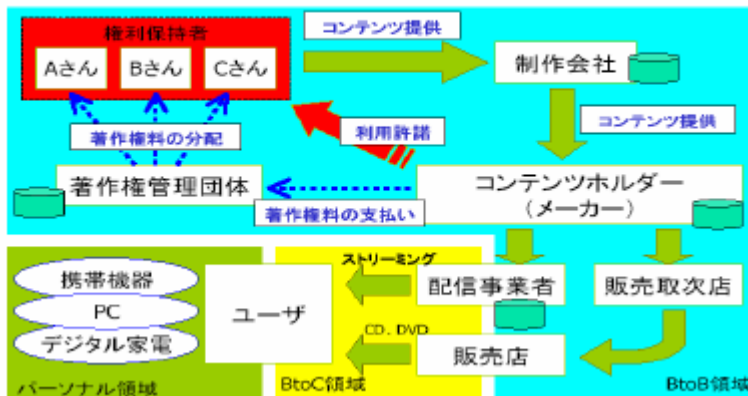 権利保持者
Aさん
Bさん
Cさん
コンテンツ提供
制作会社
著作権料の分配
利用許諾
コンテンツ提供
著作権管理団体
著作権料の支払い
コンテンツホルダー
(メーカー)
携帯機器
PC
デジタル家電
ユーザ
ストリーミング
配信事業者
販売取次店
CD, DVD
販売店
パーソナル領域
BtoC領域
BtoB領域